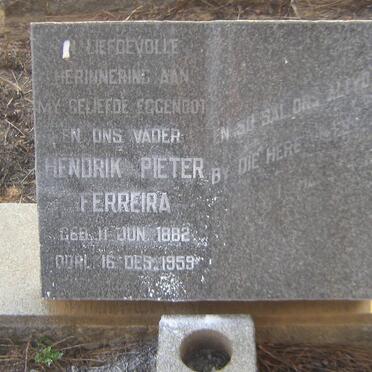 LIEFDEVOLLE
HERINNERING AAN
MY GELIEFDE EGGENOOT
EN ONS VADER
HENDRIK PIETER
FERREIRA
GEB. 11 JUN. 1882
OORL. 16 DES. 1959
EN SO SAL ONS ALTYD
BY DIE HERE